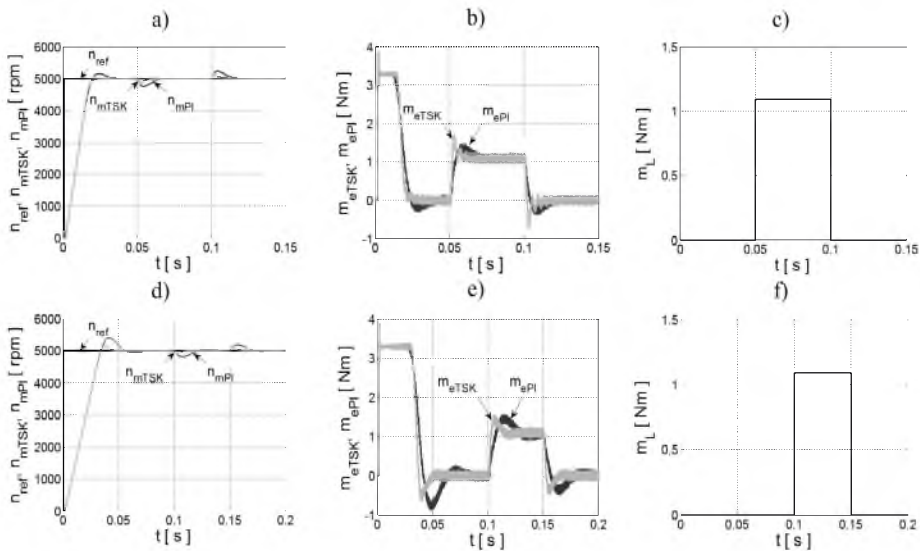 a)
n_ref, n_mTSK, n_mPI [ rpm ]
6000
5000
4000
3000
2000
1000
0
n_ref
n_mTSK
n_mPI
0
0.05
0.1
0.15
t [ s ]
b)
m_eTSK, m_ePI [ Nm ]
4
3
2
1
0
-1
m_eTSK
m_ePI
0
0.05
0.1
0.15
t [ s ]
c)
m_L [ Nm ]
1.5
1
0.5
0
0
0.05
0.1
0.15
t [ s ]
d)
n_ref, n_mTSK, n_mPI [ rpm ]
6000
5000
4000
3000
2000
1000
0
n_ref
n_mTSK
n_mPI
0
0.05
0.1
0.15
0.2
t [ s ]
e)
m_eTSK, m_ePI [ Nm ]
4
3
2
1
0
-1
m_eTSK
m_ePI
0
0.05
0.1
0.15
0.2
t [ s ]
f)
m_L [ Nm ]
1.5
1
0.5
0
0
0.05
0.1
0.15
0.2
t [ s ]